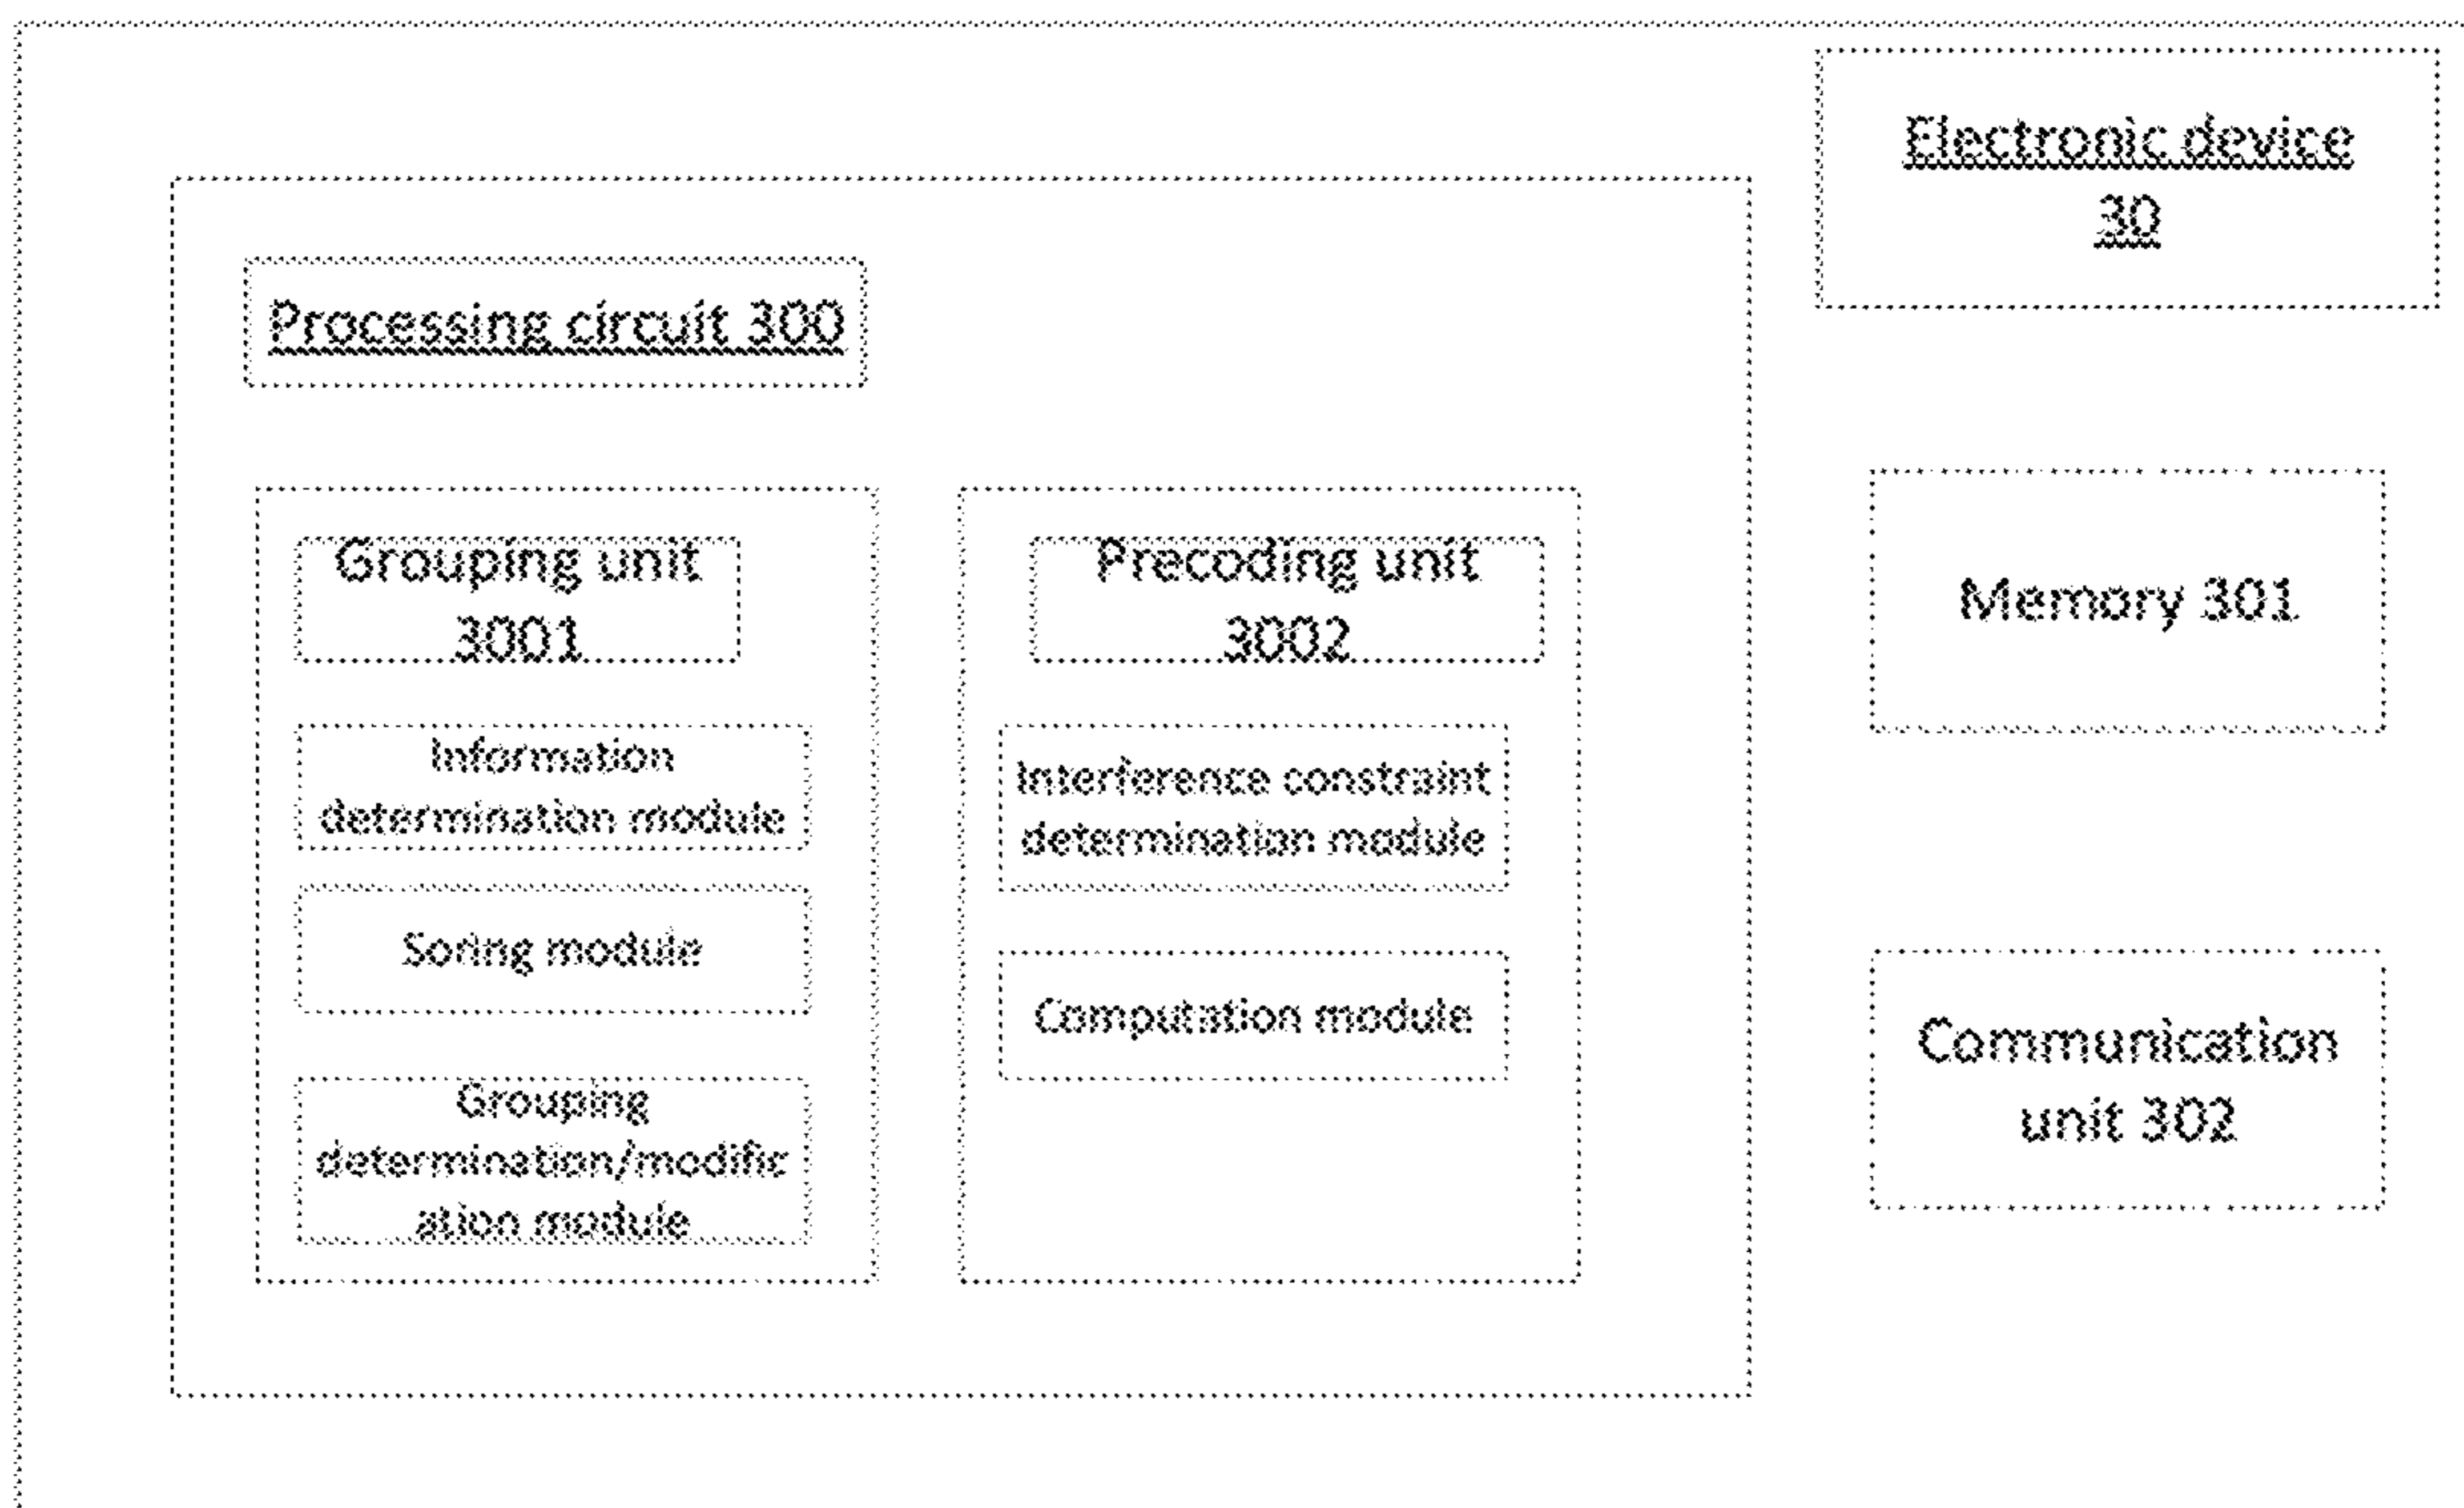 Electronic device
30
Processing circuit 300
Grouping unit
3001
Information
determination module
Soring module
Grouping
determination/modific
ation module
Precoding unit
3002
Interference constraint
determination module
Computation module
Memory 301
Communication
unit 302